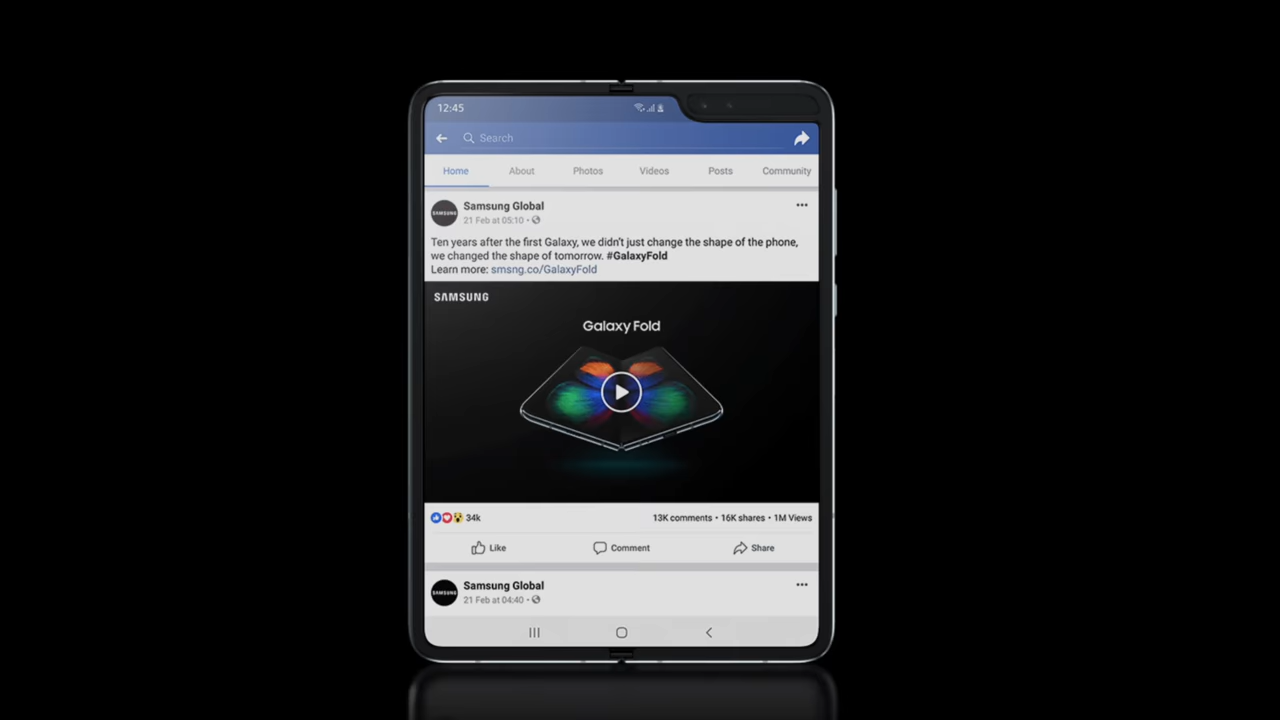 12:45
Search
Home About Photos Videos Posts Community
Samsung Global
21 Feb at 05:10 •
Ten years after the first Galaxy, we didn't just change the shape of the phone,
we changed the shape of tomorrow. #GalaxyFold
Learn more: smsng.co/GalaxyFold
SAMSUNG
SAMSUNG
Galaxy Fold
34k 13K comments • 16K shares • 1M Views
Like Comment Share
Samsung Global
SAMSUNG
21 Feb at 04:40 •